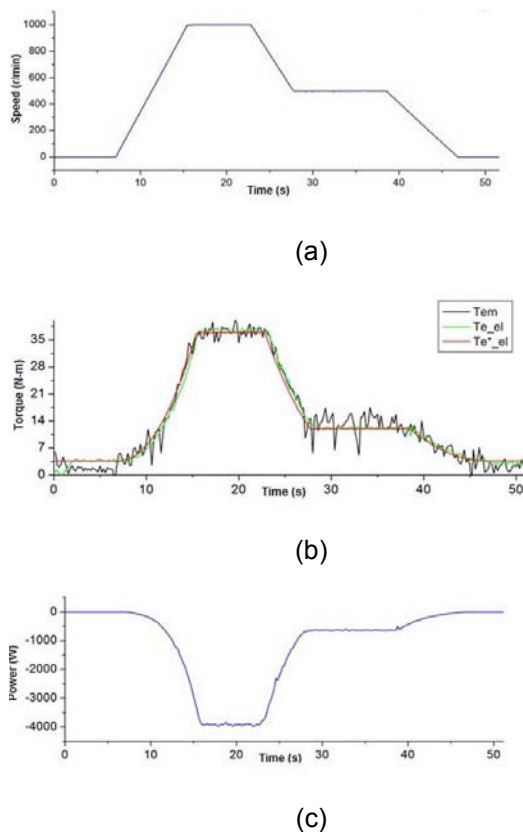 1000
800
600
400
200
0
Speed (r/min)
0 10 20 30 40 50
Time (s)
(a)
35
28
21
14
7
0
Torque (N-m)
Tem
Te_el
Te*_el
0 10 20 30 40 50
Time (s)
(b)
0
-1000
-2000
-3000
-4000
Power (W)
0 10 20 30 40 50
Time (s)
(c)